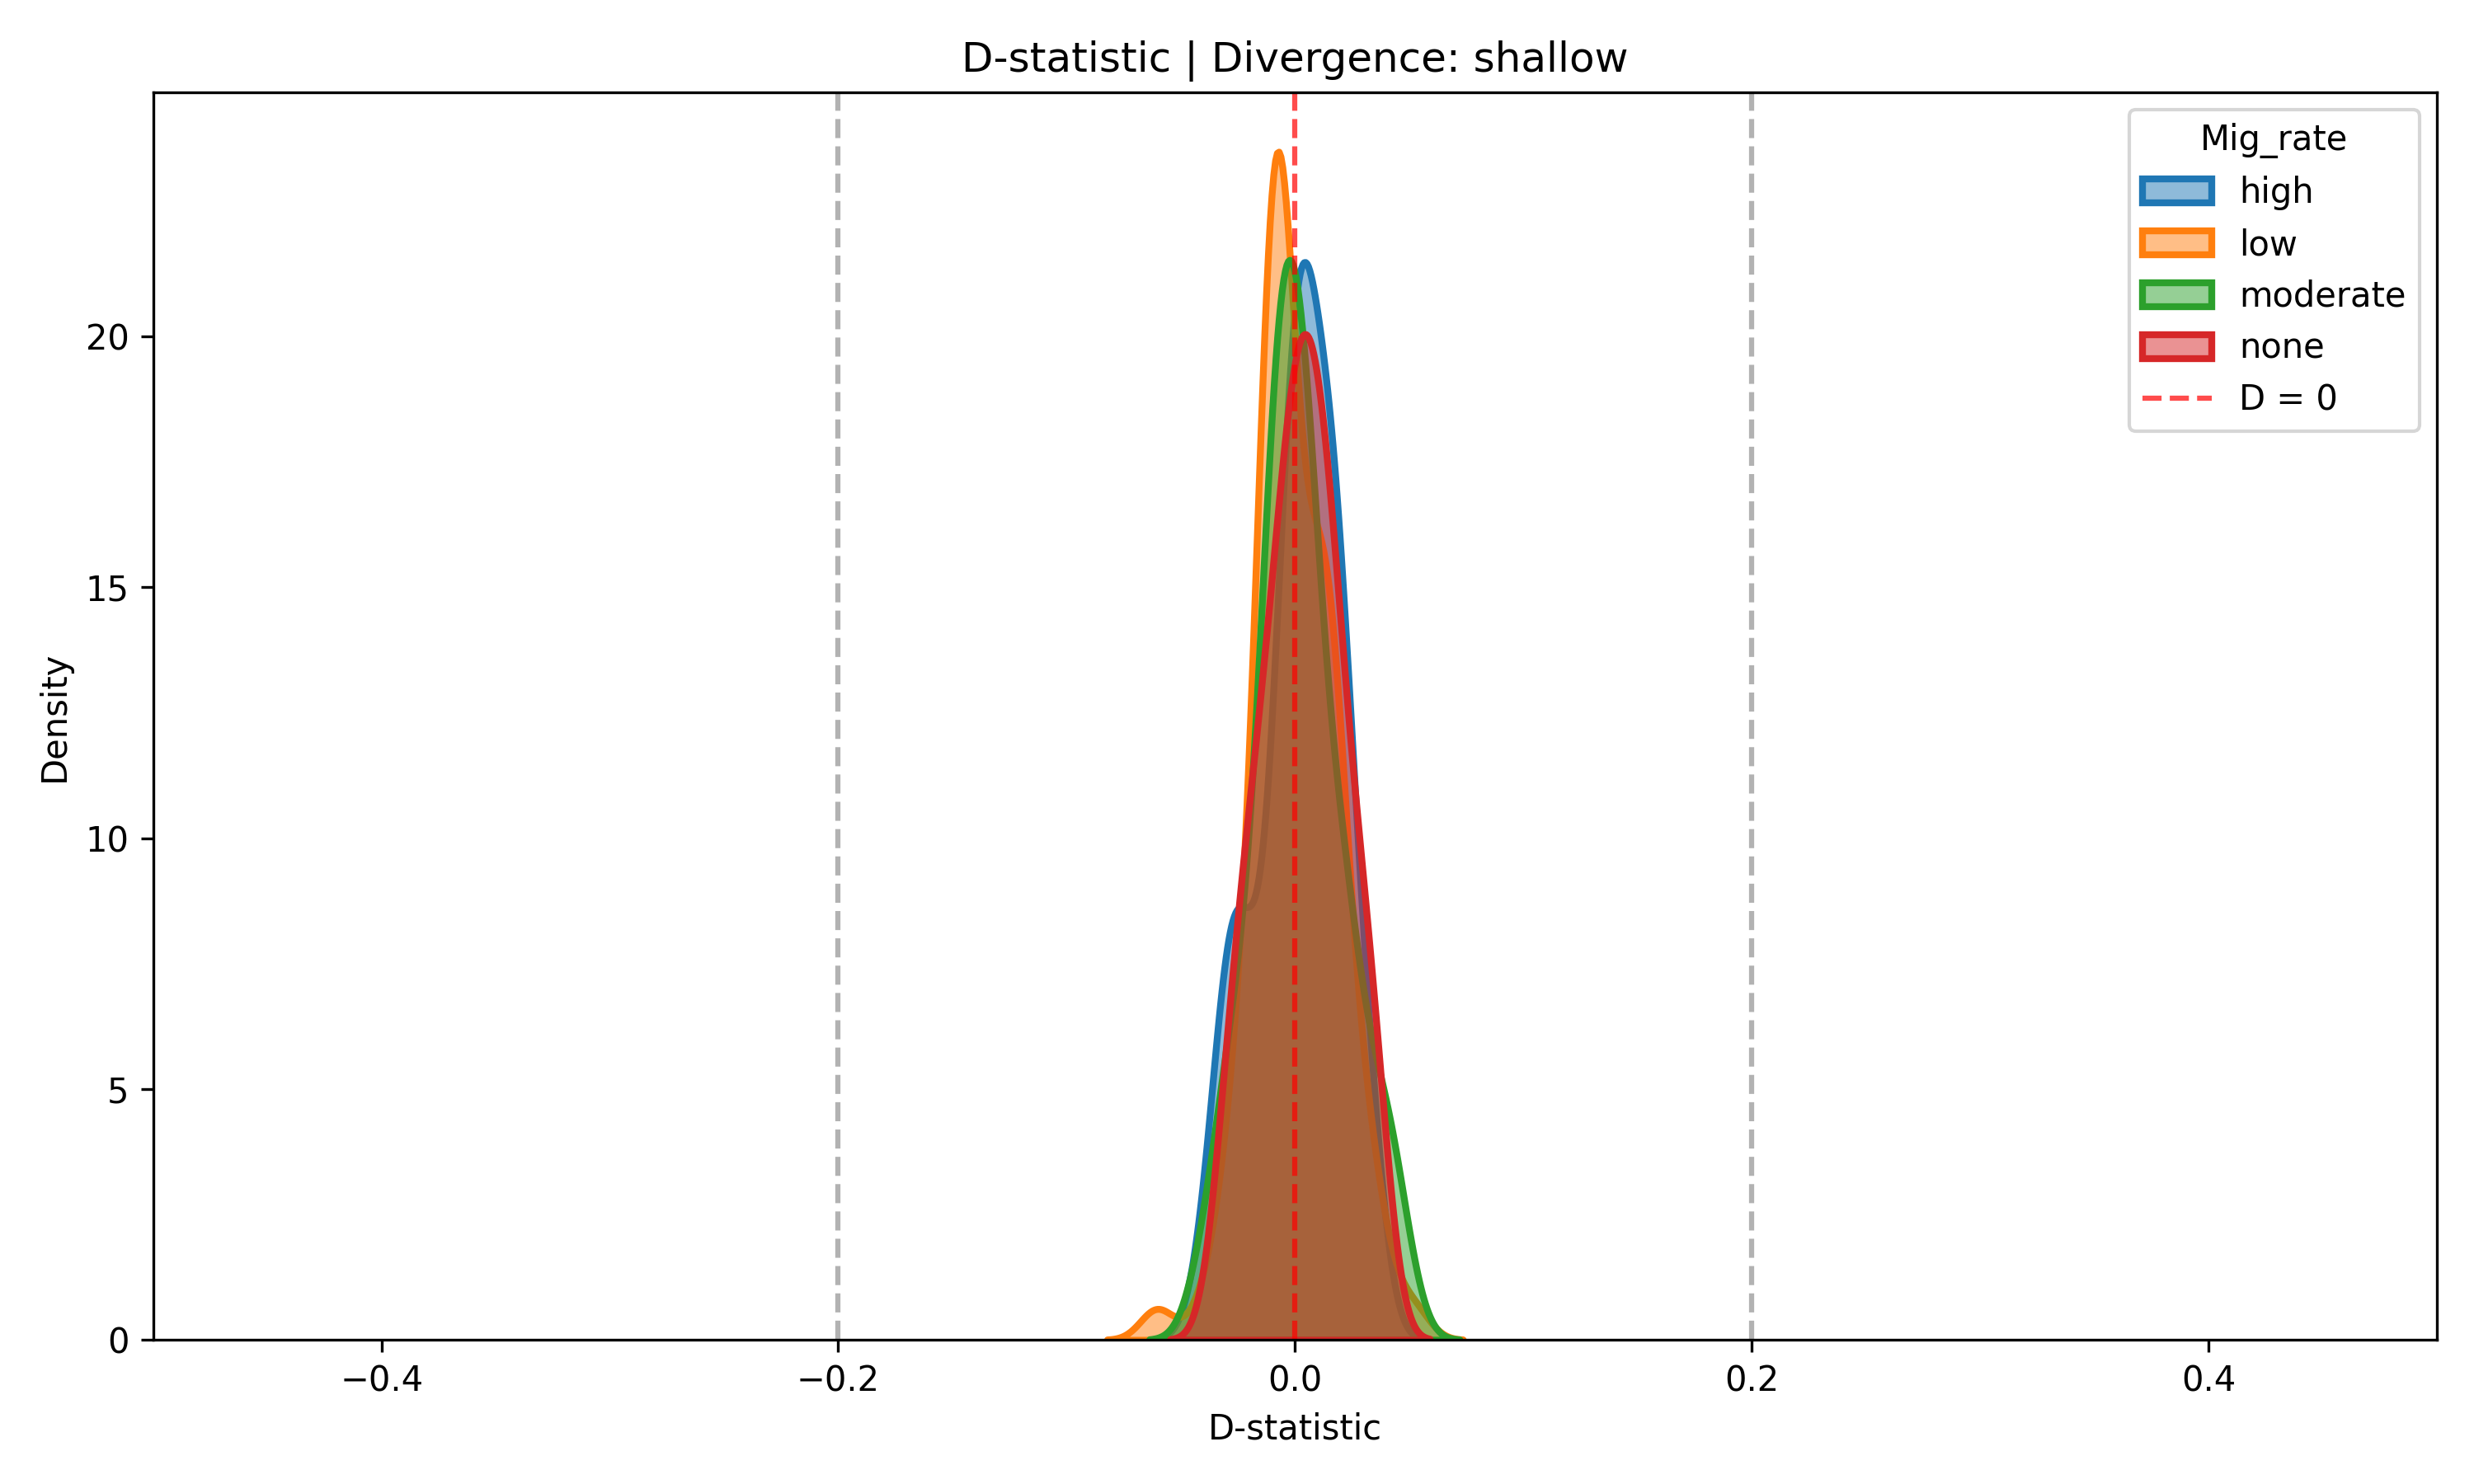 D-statistic | Divergence: shallow
Mig_rate
high
low
moderate
none
D = 0
Density
20
15
10
5
0
−0.4
−0.2
0.0
0.2
0.4
D-statistic